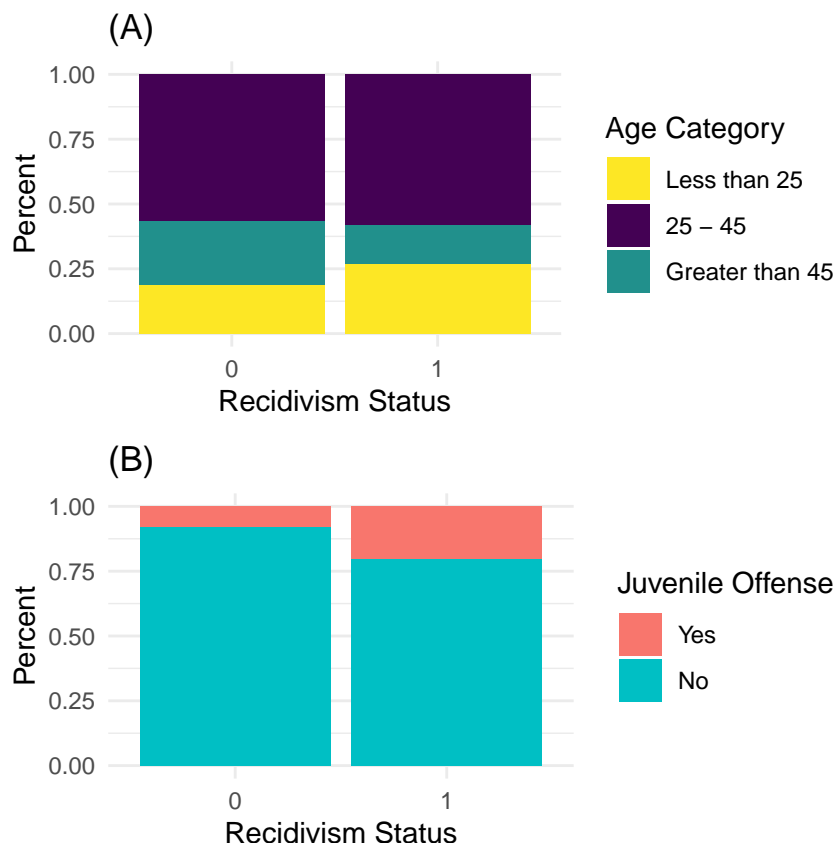 (A)
1.00
0.75
0.50
0.25
0.00
Percent
0
1
Recidivism Status
Age Category
Less than 25
25 − 45
Greater than 45
(B)
1.00
0.75
0.50
0.25
0.00
Percent
0
1
Recidivism Status
Juvenile Offense
Yes
No